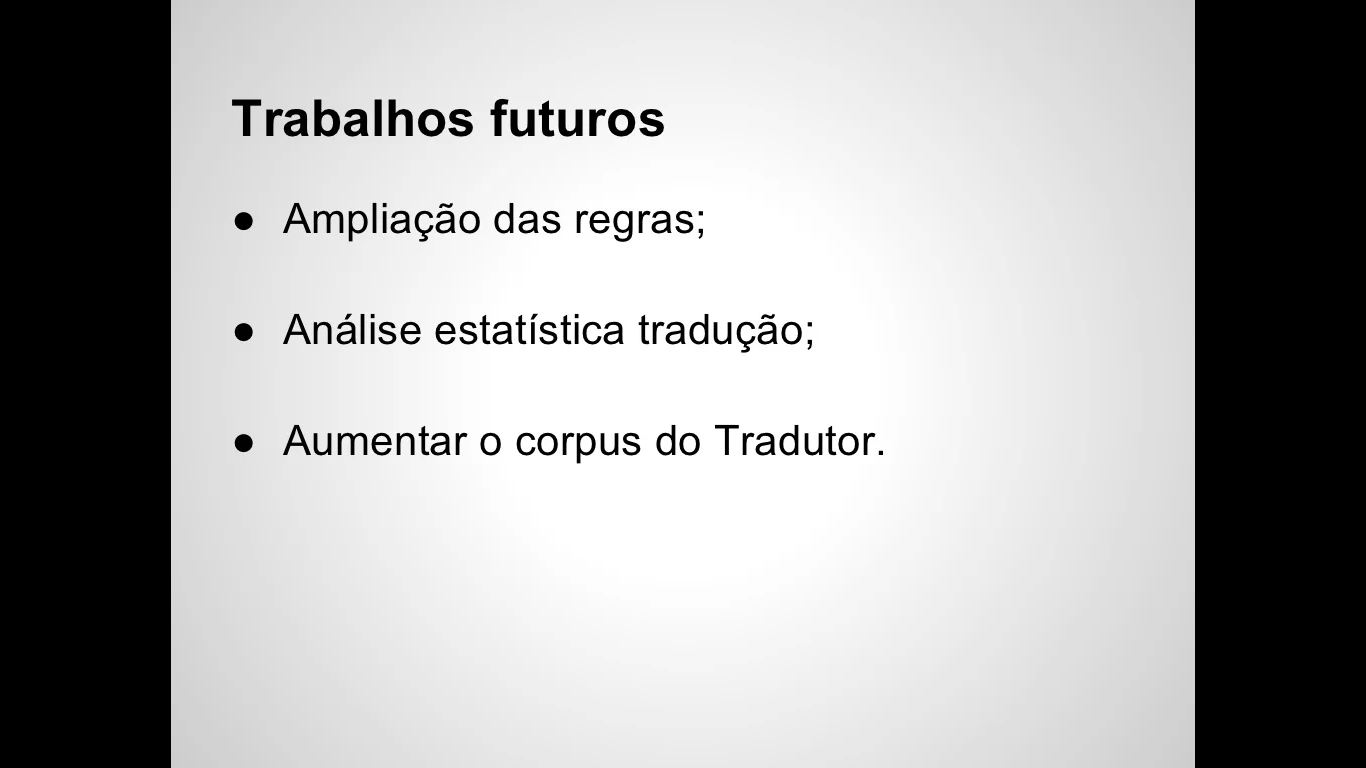 Trabalhos futuros
● Ampliação das regras;
● Análise estatística tradução;
● Aumentar o corpus do Tradutor.